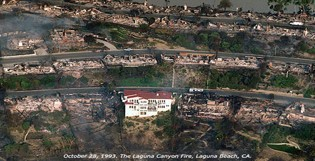 October 28, 1993. The Laguna Canyon Fire, Laguna Beach, CA.